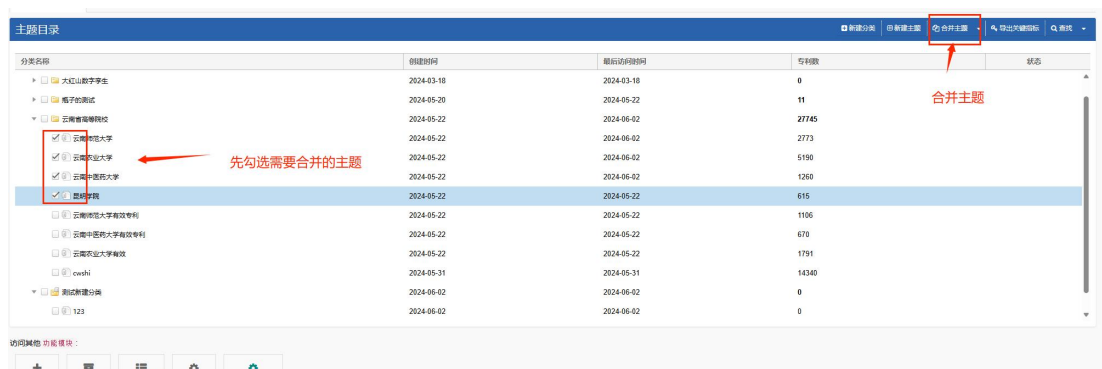 主题目录 新建分类 新建主题 合并主题 导出关键指标 查找
分类名称 创建时间 最后访问时间 专利数 状态
大红山数字孪生 2024-03-18 2024-03-18 0
瓶子的测试 2024-05-20 2024-05-22 11
合并主题
云南省高等院校 2024-05-22 2024-06-02 27745
云南师范大学 2024-05-22 2024-06-02 2773
云南农业大学 2024-05-22 2024-06-02 5190
先勾选需要合并的主题
云南中医药大学 2024-05-22 2024-06-02 1260
昆明学院 2024-05-22 2024-05-22 615
云南师范大学有效专利 2024-05-22 2024-05-22 1106
云南中医药大学有效专利 2024-05-22 2024-05-22 670
云南农业大学有效 2024-05-22 2024-05-22 1791
cwshi 2024-05-31 2024-05-31 14340
测试新建分类 2024-06-02 2024-06-02 0
123 2024-06-02 2024-06-02 0
访问其他 功能模块：